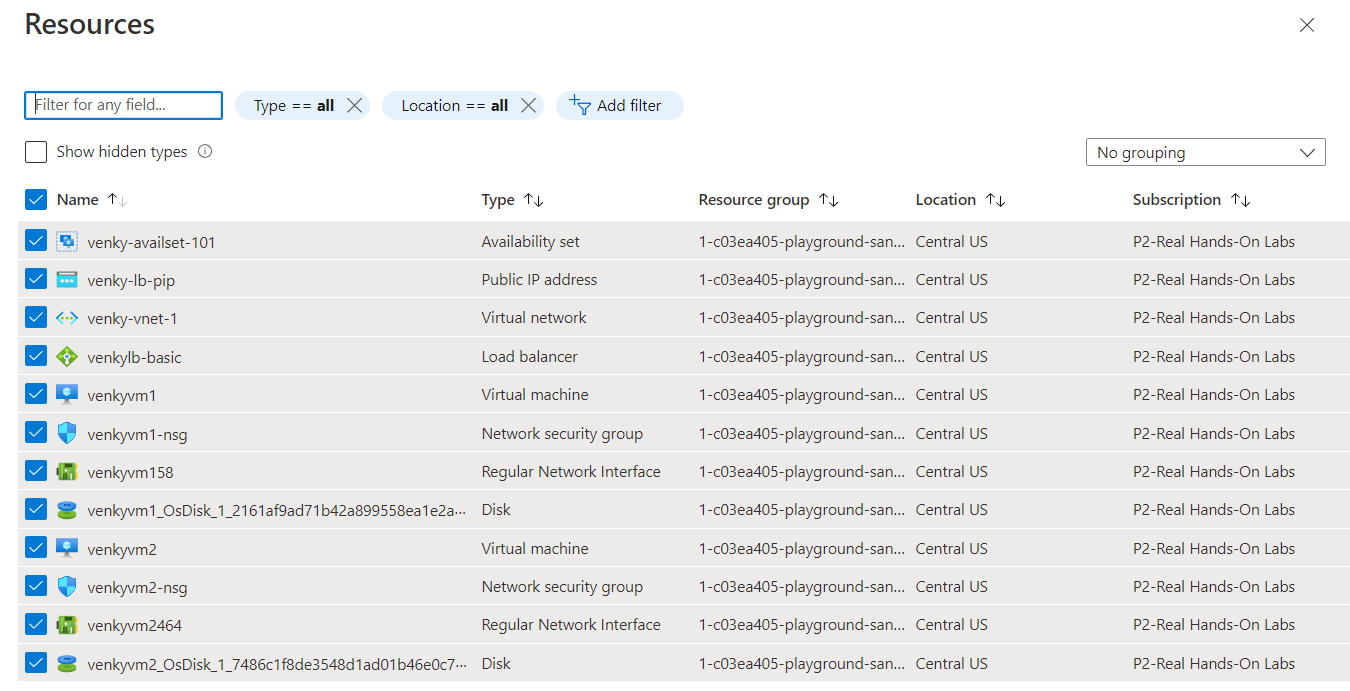 Resources
Filter for any field...
Type == all
Location == all
Add filter
Show hidden types
No grouping
Name Type Resource group Location Subscription
venky-availset-101 Availability set 1-c03ea405-playground-san... Central US P2-Real Hands-On Labs
venky-lb-pip Public IP address 1-c03ea405-playground-san... Central US P2-Real Hands-On Labs
venky-vnet-1 Virtual network 1-c03ea405-playground-san... Central US P2-Real Hands-On Labs
venkylb-basic Load balancer 1-c03ea405-playground-san... Central US P2-Real Hands-On Labs
venkyvm1 Virtual machine 1-c03ea405-playground-san... Central US P2-Real Hands-On Labs
venkyvm1-nsg Network security group 1-c03ea405-playground-san... Central US P2-Real Hands-On Labs
venkyvm158 Regular Network Interface 1-c03ea405-playground-san... Central US P2-Real Hands-On Labs
venkyvm1_OsDisk_1_2161af9ad71b42a899558ea1e2a... Disk 1-c03ea405-playground-san... Central US P2-Real Hands-On Labs
venkyvm2 Virtual machine 1-c03ea405-playground-san... Central US P2-Real Hands-On Labs
venkyvm2-nsg Network security group 1-c03ea405-playground-san... Central US P2-Real Hands-On Labs
venkyvm2464 Regular Network Interface 1-c03ea405-playground-san... Central US P2-Real Hands-On Labs
venkyvm2_OsDisk_1_7486c1f8de3548d1ad01b46e0c7... Disk 1-c03ea405-playground-san... Central US P2-Real Hands-On Labs